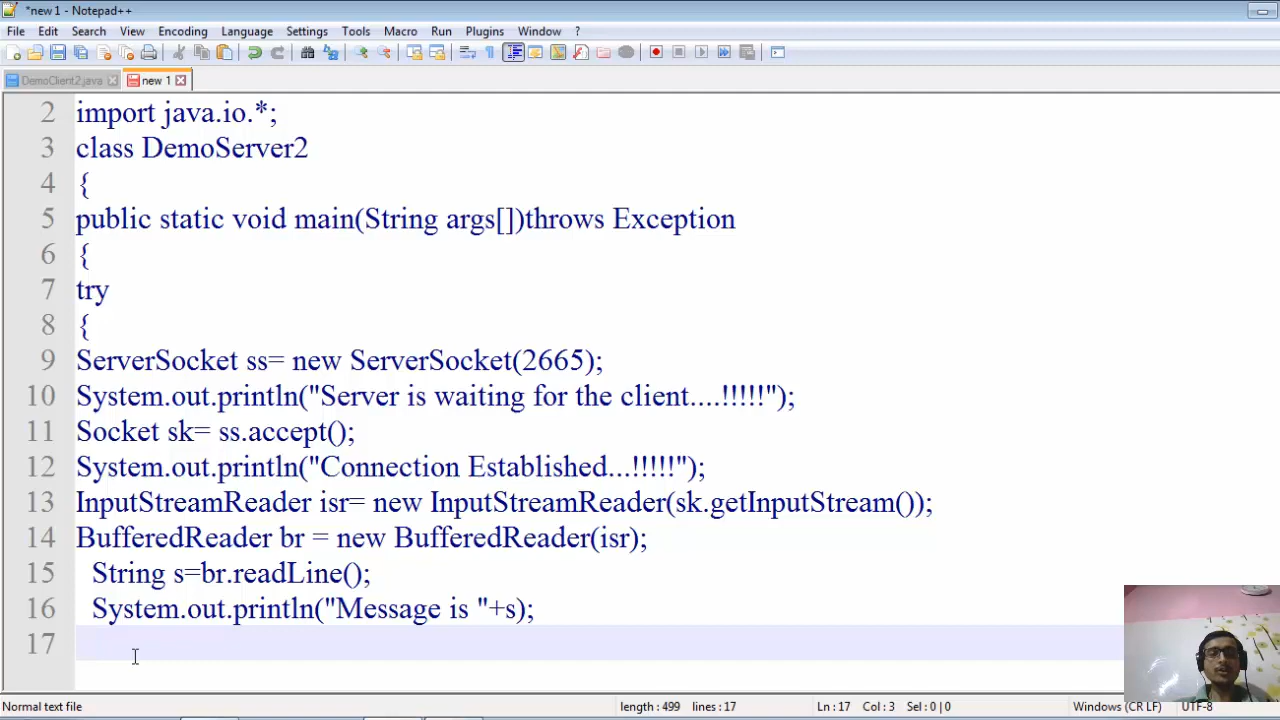 *new 1 - Notepad++
File Edit Search View Encoding Language Settings Tools Macro Run Plugins Window ?
DemoClient2.java new 1
2 import java.io.*;
3 class DemoServer2
4 {
5 public static void main(String args[])throws Exception
6 {
7 try
8 {
9 ServerSocket ss= new ServerSocket(2665);
10 System.out.println("Server is waiting for the client....!!!!!");
11 Socket sk= ss.accept();
12 System.out.println("Connection Established...!!!!!");
13 InputStreamReader isr= new InputStreamReader(sk.getInputStream());
14 BufferedReader br = new BufferedReader(isr);
15 String s=br.readLine();
16 System.out.println("Message is "+s);
17
Normal text file length : 499 lines : 17 Ln : 17 Col : 3 Sel : 0 | 0 Windows (CR LF) UTF-8